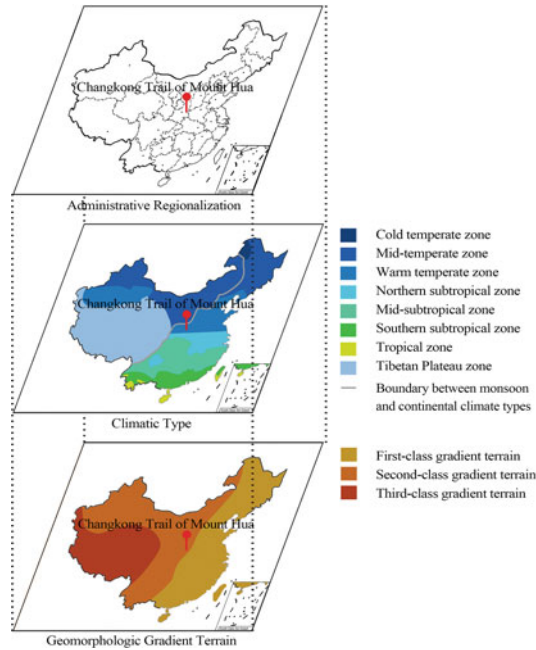 Changkong Trail of Mount Hua
Administrative Regionalization
Changkong Trail of Mount Hua
Climatic Type
Cold temperate zone
Mid-temperate zone
Warm temperate zone
Northern subtropical zone
Mid-subtropical zone
Southern subtropical zone
Tropical zone
Tibetan Plateau zone
Boundary between monsoon
and continental climate types
Changkong Trail of Mount Hua
Geomorphologic Gradient Terrain
First-class gradient terrain
Second-class gradient terrain
Third-class gradient terrain